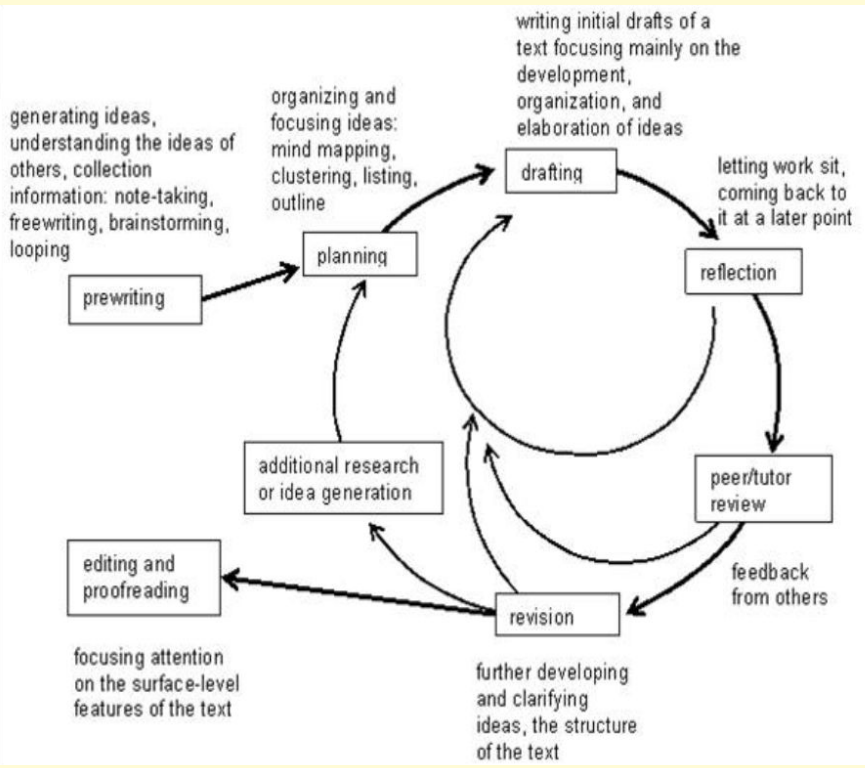 generating ideas,
understanding the ideas of
others, collection
information: note-taking,
freewriting, brainstorming,
looping
prewriting
organizing and
focusing ideas:
mind mapping,
clustering, listing,
outline
planning
writing initial drafts of a
text focusing mainly on the
development,
organization, and
elaboration of ideas
drafting
letting work sit,
coming back to
it at a later point
reflection
peer/tutor
review
feedback
from others
revision
further developing
and clarifying
ideas, the structure
of the text
additional research
or idea generation
editing and
proofreading
focusing attention
on the surface-level
features of the text